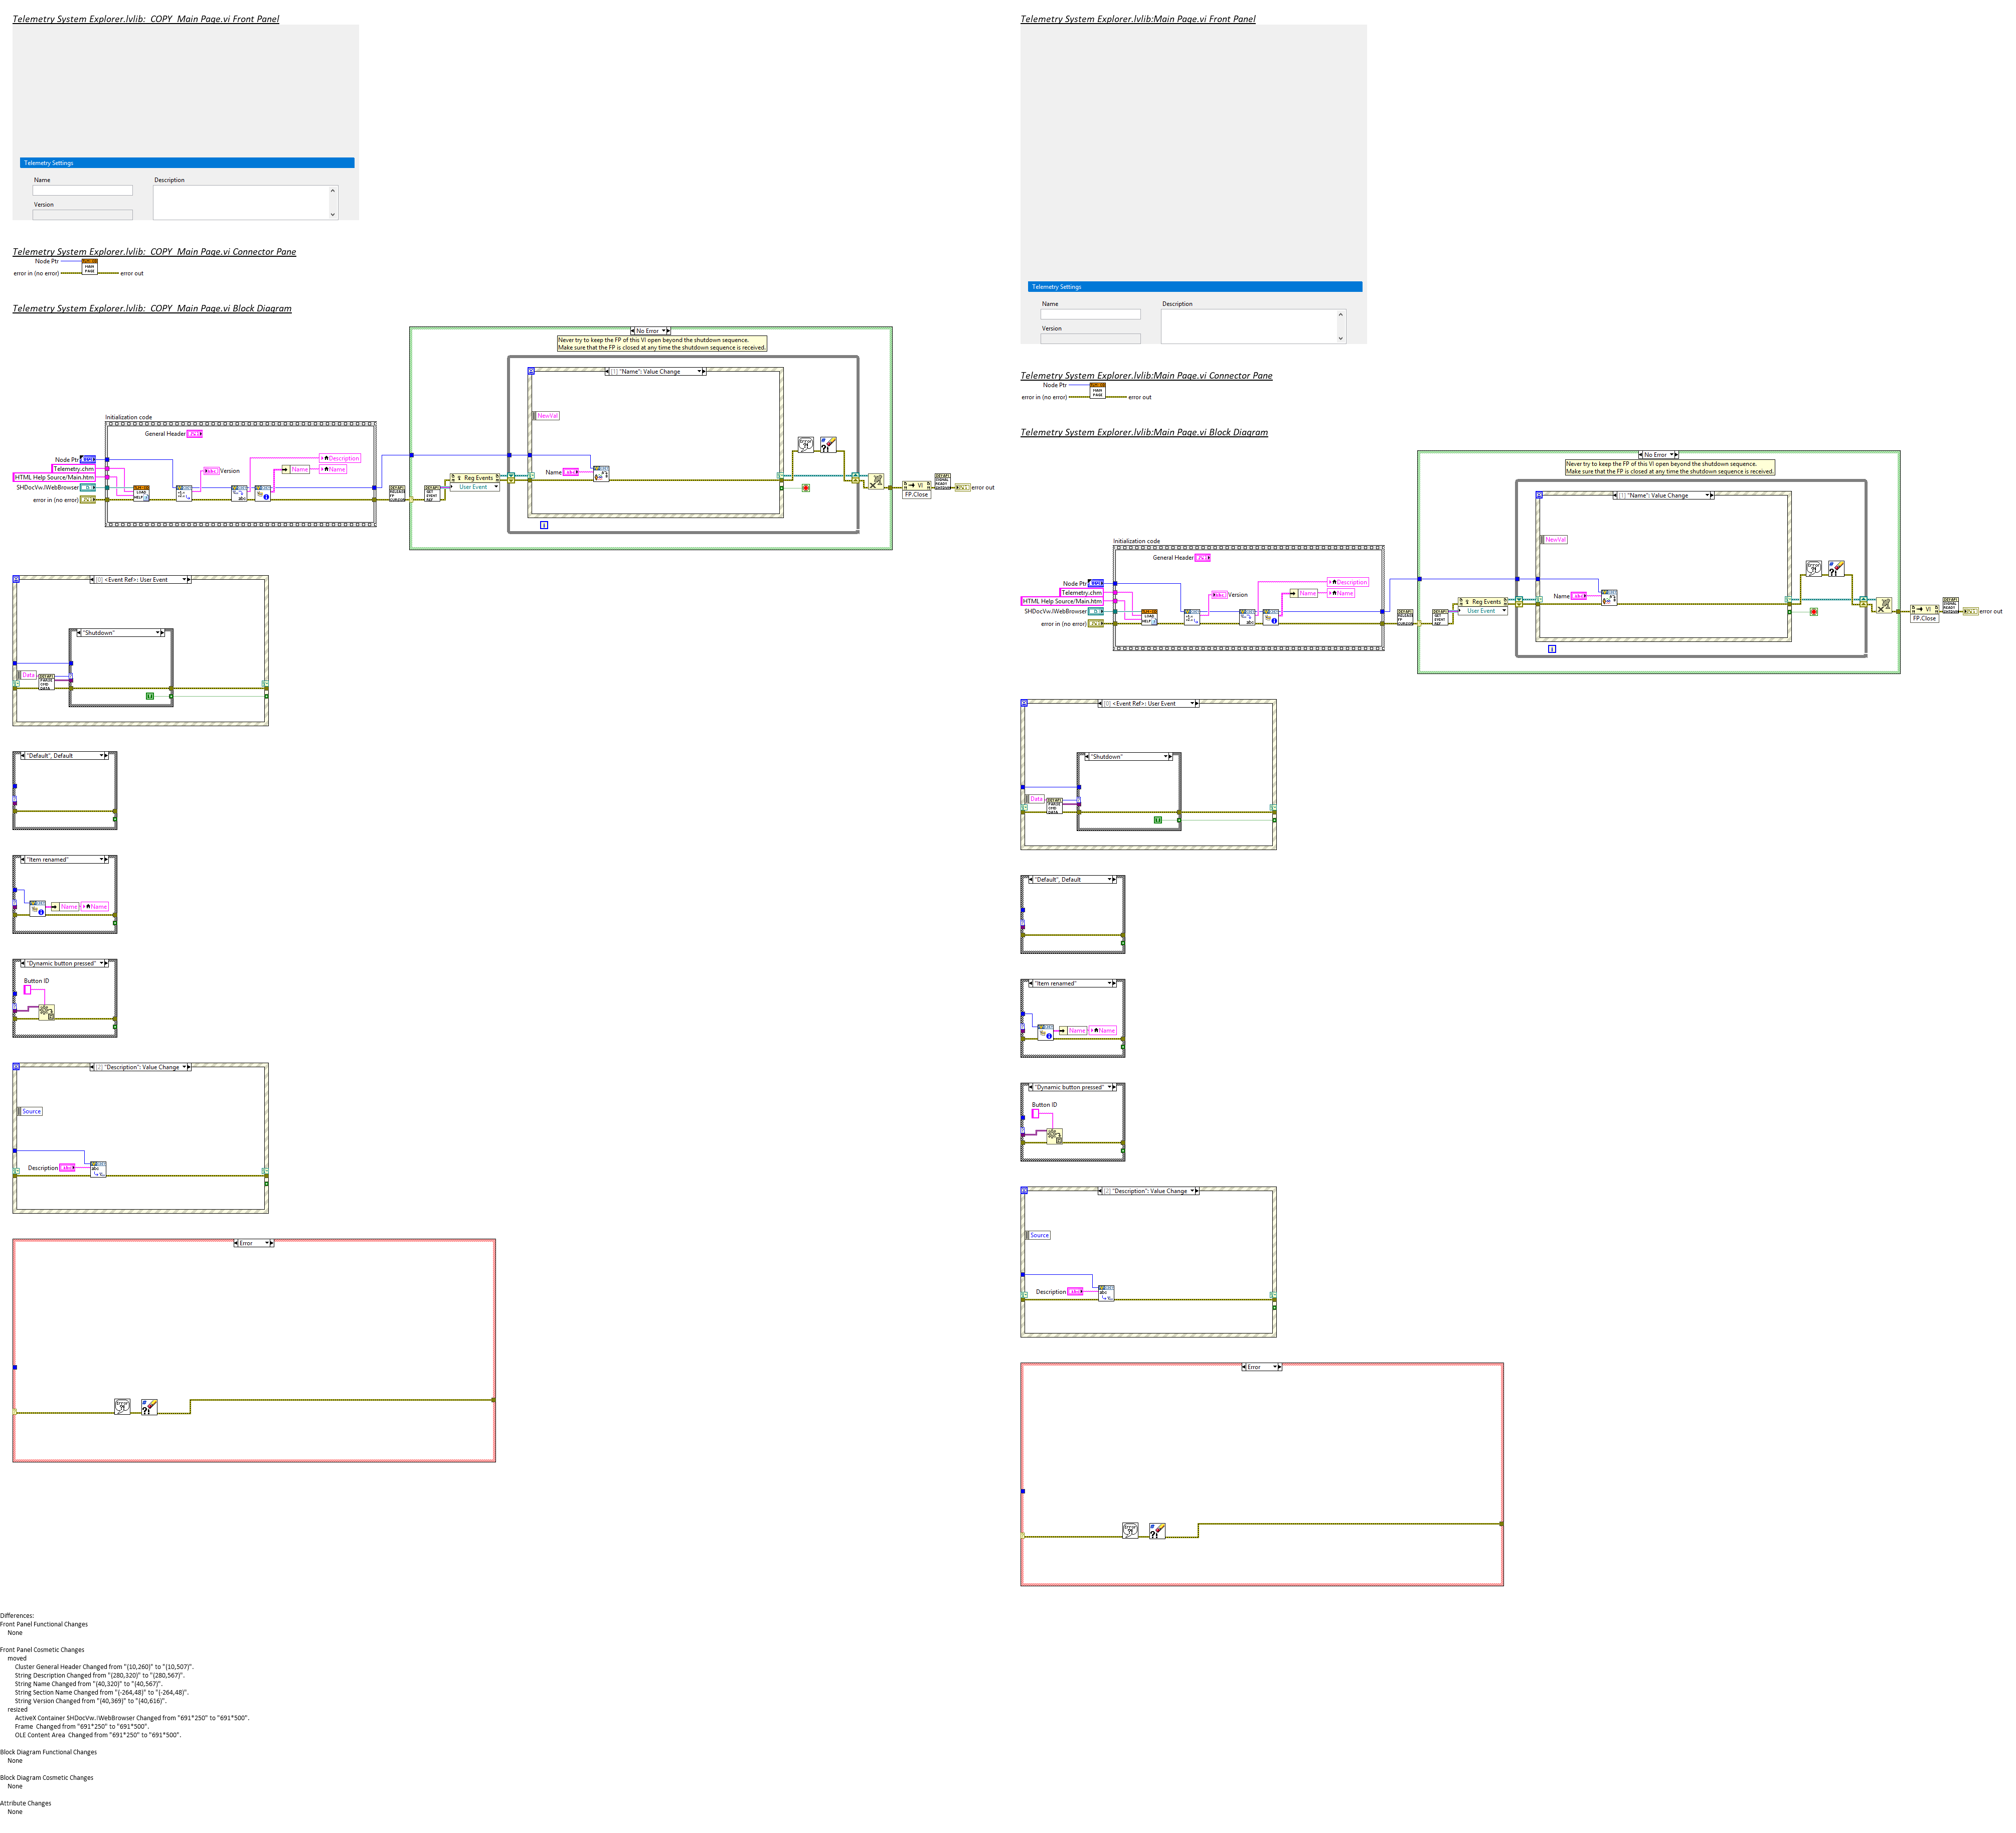 Telemetry System Explorer.lvlib:_COPY_Main Page.vi Front Panel
Telemetry Settings
Name
Description
Version
Telemetry System Explorer.lvlib:_COPY_Main Page.vi Connector Pane
Node Ptr
MAIN PAGE
error in (no error)
error out
Telemetry System Explorer.lvlib:_COPY_Main Page.vi Block Diagram
No Error
Never try to keep the FP of this VI open beyond the shutdown sequence.
Make sure that the FP is closed at any time the shutdown sequence is received.
[1] "Name": Value Change
NewVal
Initialization code
General Header
Node Ptr
Telemetry.chm
HTML Help Source/Main.htm
SHDocVw.IWebBrowser
error in (no error)
Version
Description
Name
Name
Reg Events
User Event
Name
VI
FP.Close
error out
[0] <Event Ref>: User Event
"Shutdown"
Data
"Default", Default
"Item renamed"
Name
Name
"Dynamic button pressed"
Button ID
[2] "Description": Value Change
Source
Description
Error
Telemetry System Explorer.lvlib:Main Page.vi Front Panel
Telemetry Settings
Name
Description
Version
Telemetry System Explorer.lvlib:Main Page.vi Connector Pane
Node Ptr
MAIN PAGE
error in (no error)
error out
Telemetry System Explorer.lvlib:Main Page.vi Block Diagram
No Error
Never try to keep the FP of this VI open beyond the shutdown sequence.
Make sure that the FP is closed at any time the shutdown sequence is received.
[1] "Name": Value Change
NewVal
Initialization code
General Header
Node Ptr
Telemetry.chm
HTML Help Source/Main.htm
SHDocVw.IWebBrowser
error in (no error)
Version
Description
Name
Name
Reg Events
User Event
Name
VI
FP.Close
error out
[0] <Event Ref>: User Event
"Shutdown"
Data
"Default", Default
"Item renamed"
Name
Name
"Dynamic button pressed"
Button ID
[2] "Description": Value Change
Source
Description
Error
Differences:
Front Panel Functional Changes
None
Front Panel Cosmetic Changes
moved
Cluster General Header Changed from "(10,260)" to "(10,507)".
String Description Changed from "(280,320)" to "(280,567)".
String Name Changed from "(40,320)" to "(40,567)".
String Section Name Changed from "(-264,48)" to "(-264,48)".
String Version Changed from "(40,369)" to "(40,616)".
resized
ActiveX Container SHDocVw.IWebBrowser Changed from "691*250" to "691*500".
Frame  Changed from "691*250" to "691*500".
OLE Content Area  Changed from "691*250" to "691*500".
Block Diagram Functional Changes
None
Block Diagram Cosmetic Changes
None
Attribute Changes
None